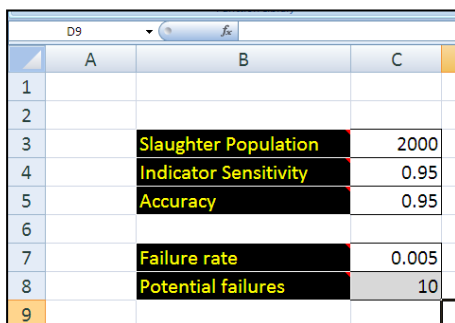 D9 fx
A B C
1
2
3 Slaughter Population 2000
4 Indicator Sensitivity 0.95
5 Accuracy 0.95
6
7 Failure rate 0.005
8 Potential failures 10
9